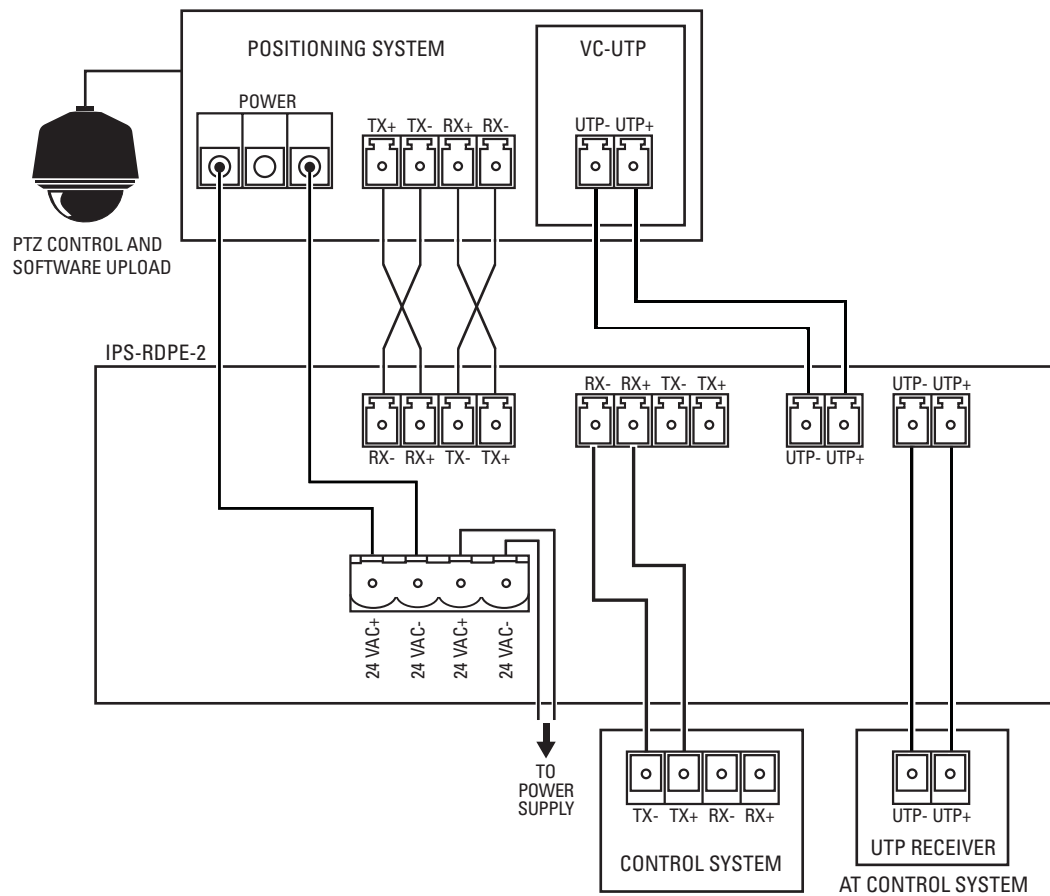 POSITIONING SYSTEM
VC-UTP
POWER
TX+ TX- RX+ RX-
UTP- UTP+
PTZ CONTROL AND
SOFTWARE UPLOAD
IPS-RDPE-2
RX- RX+ TX- TX+
UTP- UTP+
RX- RX+ TX- TX+
UTP- UTP+
24 VAC+
24 VAC-
24 VAC+
24 VAC-
TO
POWER
SUPPLY
TX- TX+ RX- RX+
CONTROL SYSTEM
UTP- UTP+
UTP RECEIVER
AT CONTROL SYSTEM